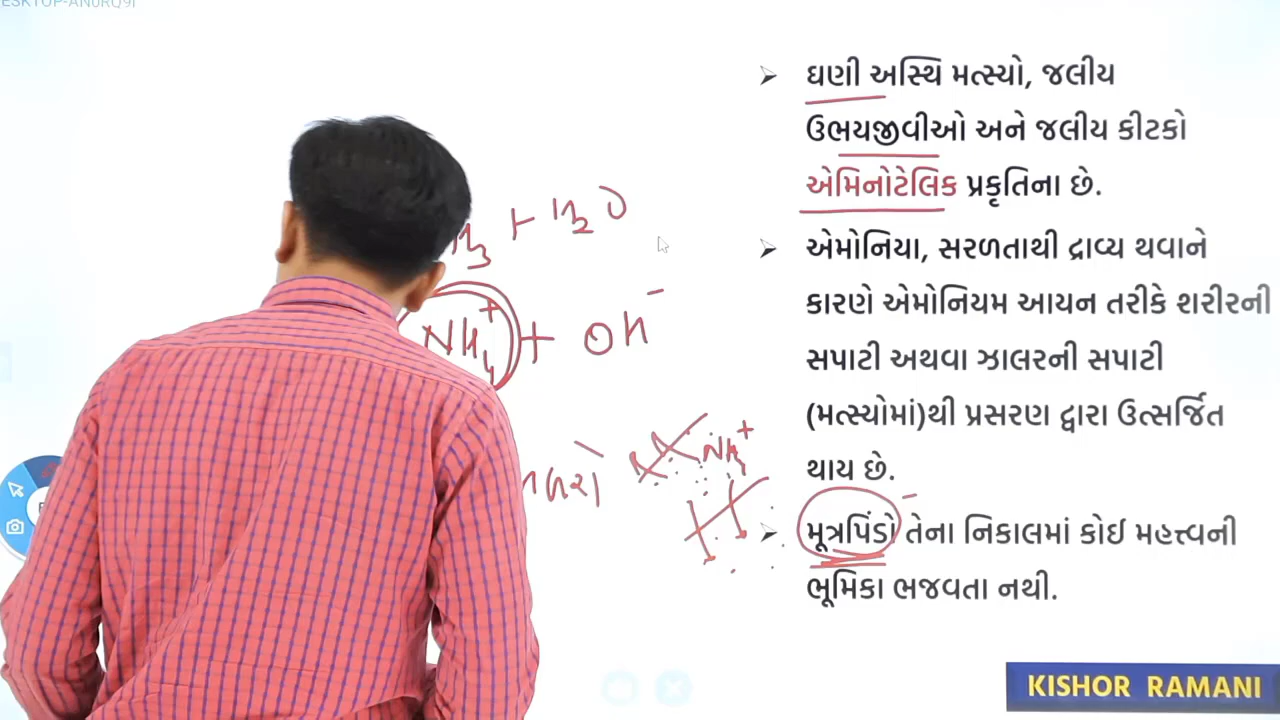 ઘણી અસ્થિ મત્સ્યો, જલીય
ઉભયજીવીઓ અને જલીય કીટકો
એમિનોટેલિક પ્રકૃતિના છે.
H₃ + H₂O
એમોનિયા, સરળતાથી દ્રાવ્ય થવાને
કારણે એમોનિયમ આયન તરીકે શરીરની
NH₄⁺ + OH⁻
સપાટી અથવા ઝાલરની સપાટી
(મત્સ્યોમાં)થી પ્રસરણ દ્વારા ઉત્સર્જિત
થાય છે.
NH₄⁺
મૂત્રપિંડો તેના નિકાલમાં કોઈ મહત્ત્વની
ભૂમિકા ભજવતા નથી.
KISHOR RAMANI